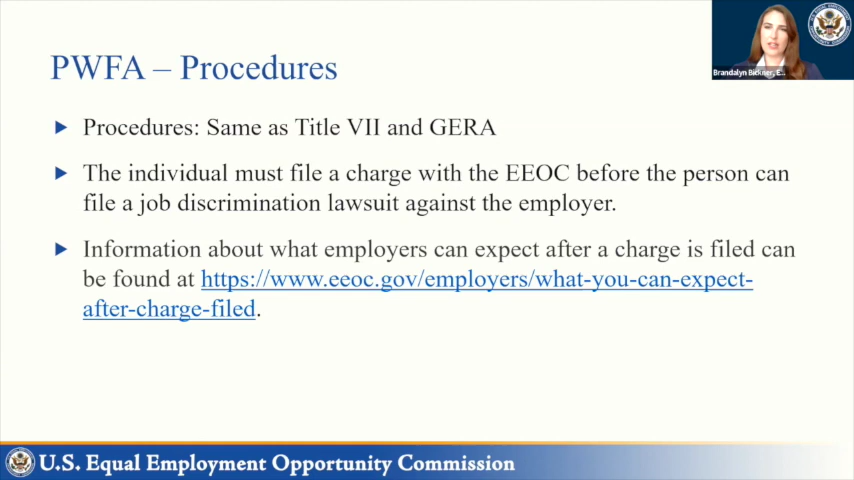 PWFA – Procedures
Brandalyn Bickner, E...
Procedures: Same as Title VII and GERA
The individual must file a charge with the EEOC before the person can
file a job discrimination lawsuit against the employer.
Information about what employers can expect after a charge is filed can
be found at https://www.eeoc.gov/employers/what-you-can-expect-
after-charge-filed.
U.S. Equal Employment Opportunity Commission